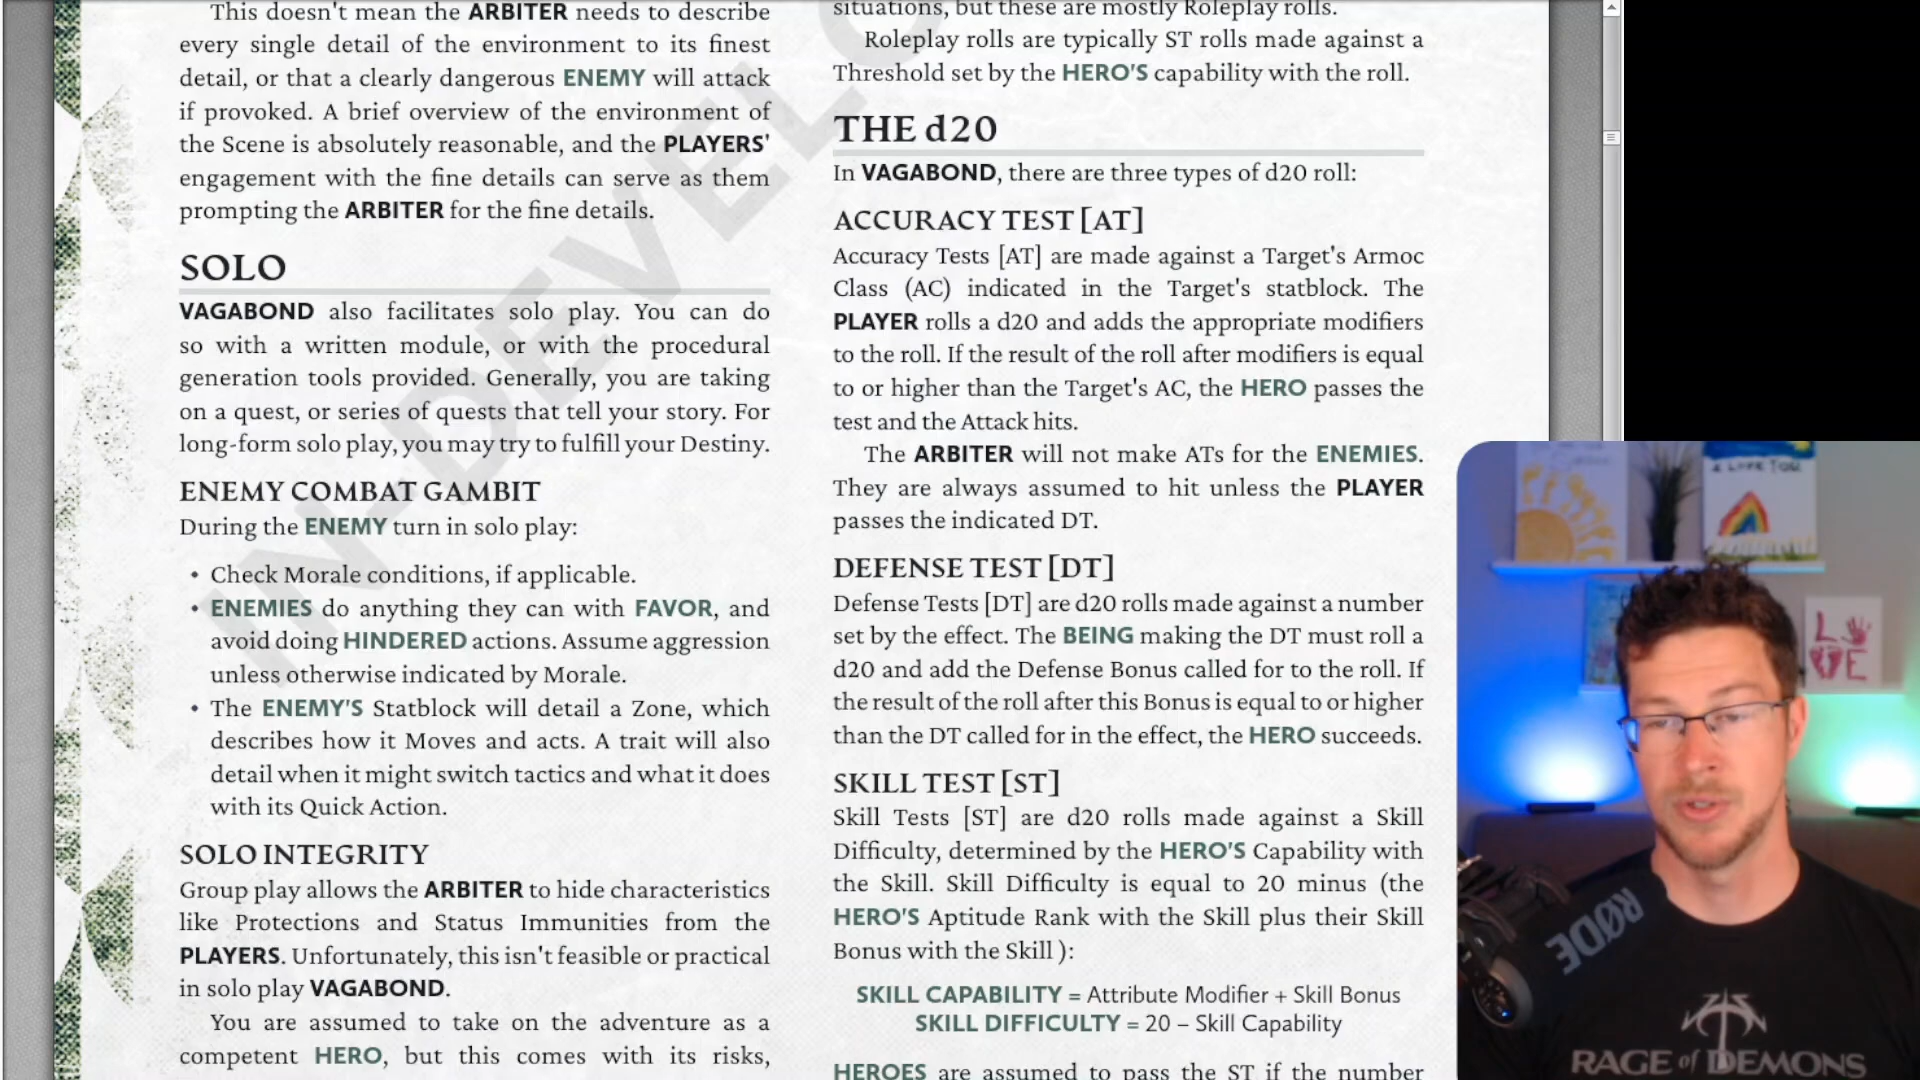 This doesn't mean the ARBITER needs to describe
every single detail of the environment to its finest
detail, or that a clearly dangerous ENEMY will attack
if provoked. A brief overview of the environment of
the Scene is absolutely reasonable, and the PLAYERS'
engagement with the fine details can serve as them
prompting the ARBITER for the fine details.
SOLO
VAGABOND also facilitates solo play. You can do
so with a written module, or with the procedural
generation tools provided. Generally, you are taking
on a quest, or series of quests that tell your story. For
long-form solo play, you may try to fulfill your Destiny.
ENEMY COMBAT GAMBIT
During the ENEMY turn in solo play:
• Check Morale conditions, if applicable.
• ENEMIES do anything they can with FAVOR, and
avoid doing HINDERED actions. Assume aggression
unless otherwise indicated by Morale.
• The ENEMY'S Statblock will detail a Zone, which
describes how it Moves and acts. A trait will also
detail when it might switch tactics and what it does
with its Quick Action.
SOLO INTEGRITY
Group play allows the ARBITER to hide characteristics
like Protections and Status Immunities from the
PLAYERS. Unfortunately, this isn't feasible or practical
in solo play VAGABOND.
You are assumed to take on the adventure as a
competent HERO, but this comes with its risks,
situations, but these are mostly Roleplay rolls.
Roleplay rolls are typically ST rolls made against a
Threshold set by the HERO'S capability with the roll.
THE d20
In VAGABOND, there are three types of d20 roll:
ACCURACY TEST [AT]
Accuracy Tests [AT] are made against a Target's Armoc
Class (AC) indicated in the Target's statblock. The
PLAYER rolls a d20 and adds the appropriate modifiers
to the roll. If the result of the roll after modifiers is equal
to or higher than the Target's AC, the HERO passes the
test and the Attack hits.
The ARBITER will not make ATs for the ENEMIES.
They are always assumed to hit unless the PLAYER
passes the indicated DT.
DEFENSE TEST [DT]
Defense Tests [DT] are d20 rolls made against a number
set by the effect. The BEING making the DT must roll a
d20 and add the Defense Bonus called for to the roll. If
the result of the roll after this Bonus is equal to or higher
than the DT called for in the effect, the HERO succeeds.
SKILL TEST [ST]
Skill Tests [ST] are d20 rolls made against a Skill
Difficulty, determined by the HERO'S Capability with
the Skill. Skill Difficulty is equal to 20 minus (the
HERO'S Aptitude Rank with the Skill plus their Skill
Bonus with the Skill ):
SKILL CAPABILITY = Attribute Modifier + Skill Bonus
SKILL DIFFICULTY = 20 – Skill Capability
HEROES are assumed to pass the ST if the number
IN-DEVELO
I LOVE YOU
L
VE
RØDE
RAGE of DEMONS